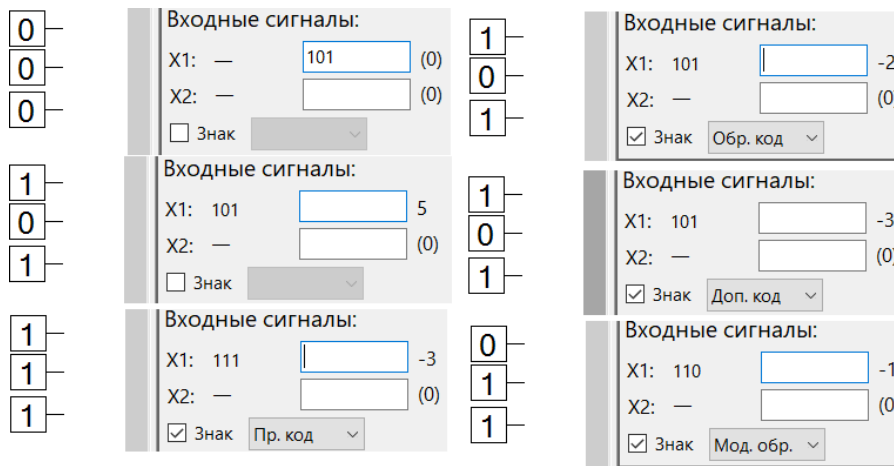 0
0
0
Входные сигналы:
X1: — 101 (0)
X2: — (0)
Знак
1
0
1
Входные сигналы:
X1: 101 -2
X2: — (0
Знак Обр. код
1
0
1
Входные сигналы:
X1: 101 5
X2: — (0)
Знак
1
0
1
Входные сигналы:
X1: 101 -3
X2: — (0)
Знак Доп. код
1
1
1
Входные сигналы:
X1: 111 -3
X2: — (0)
Знак Пр. код
0
1
1
Входные сигналы:
X1: 110 -1
X2: — (0
Знак Мод. обр.